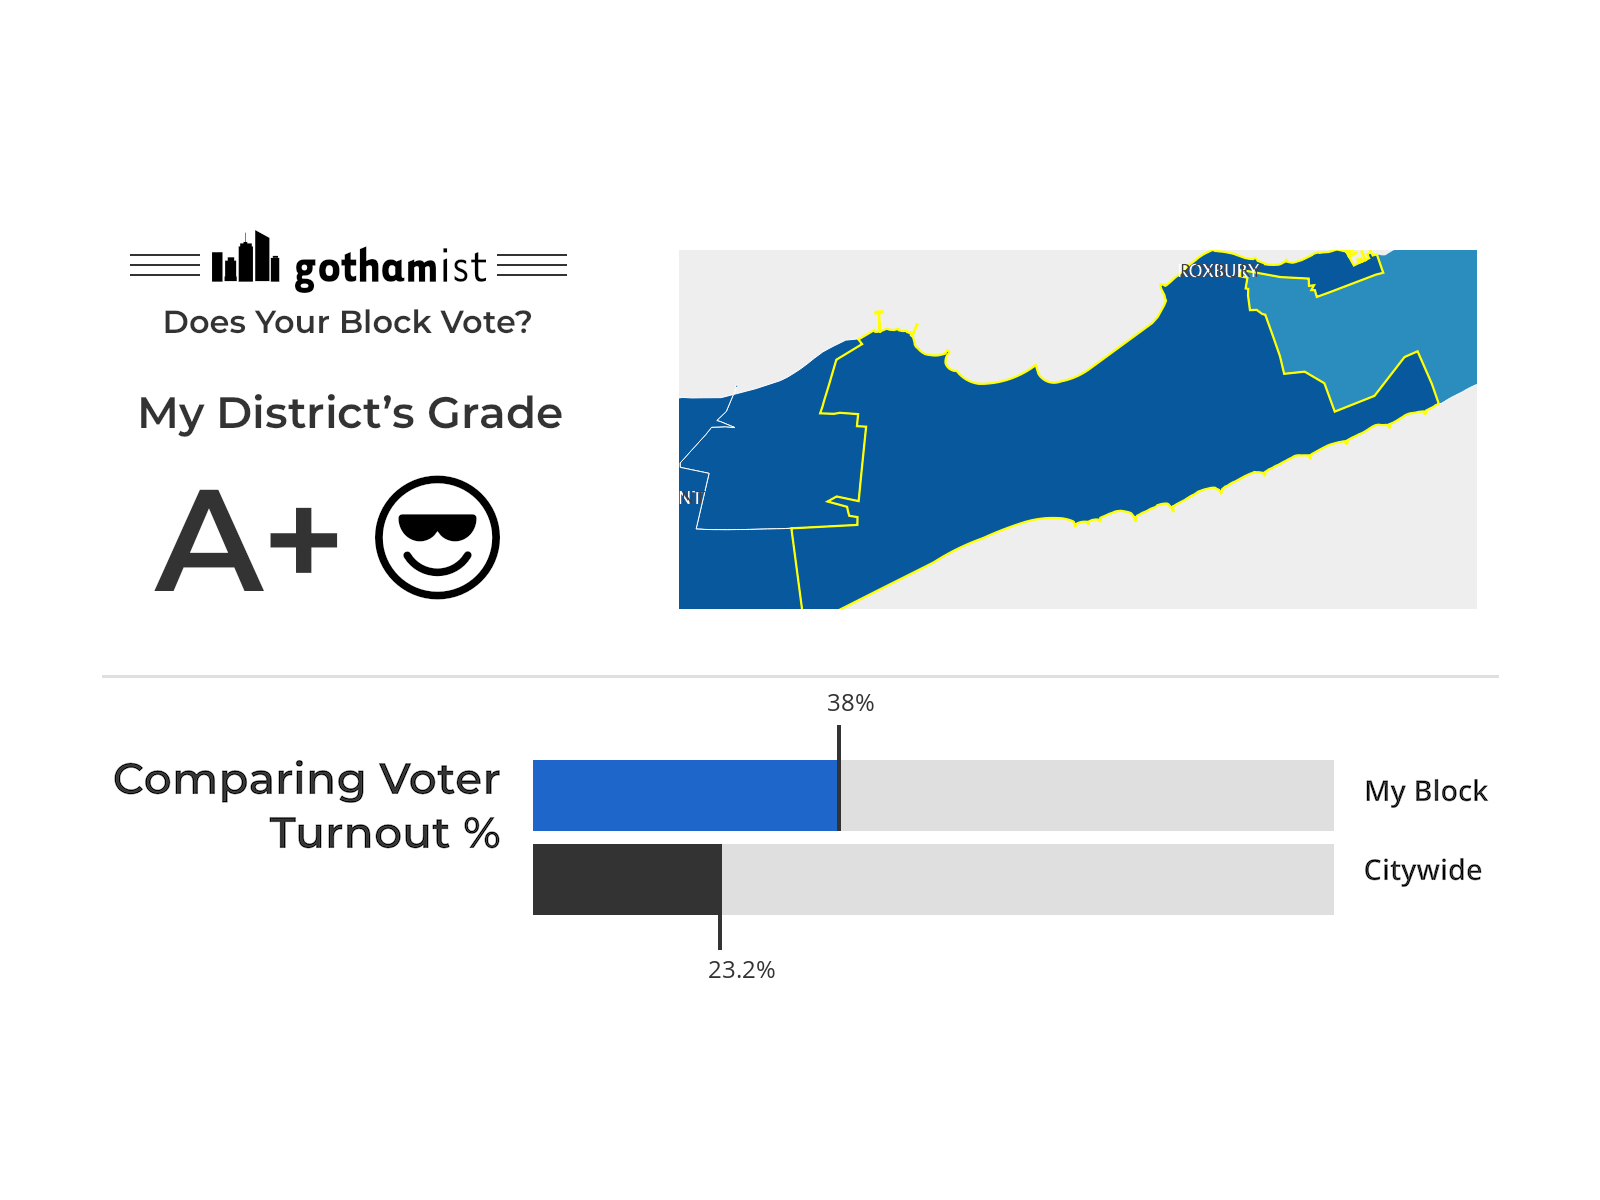 gothamist
Does Your Block Vote?
My District’s Grade
A+
ROXBURY
NT
38%
Comparing Voter
Turnout %
My Block
Citywide
23.2%